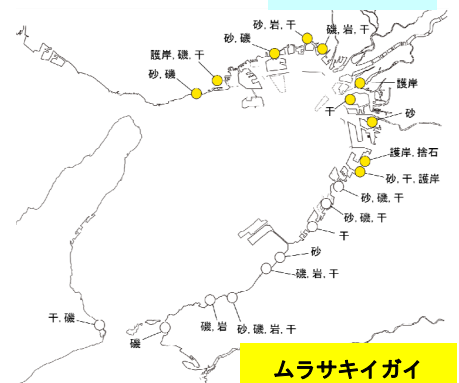 砂, 岩, 干
砂, 磯
磯, 岩, 干
護岸, 磯, 干
砂, 磯
護岸
干
砂
護岸, 捨石
砂, 干, 護岸
砂, 磯, 干
砂, 磯, 干
干
砂
磯, 岩, 干
干, 磯
磯
磯, 岩
砂, 磯, 岩, 干
ムラサキイガイ